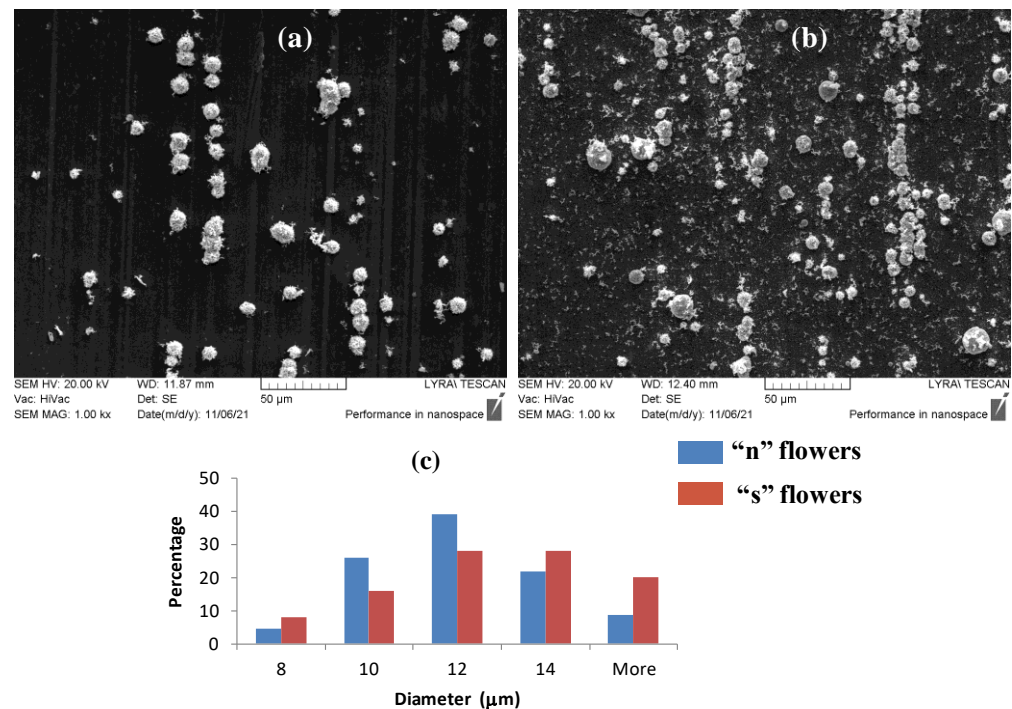 (a)
SEM HV: 20.00 kV WD: 11.87 mm LYRA\ TESCAN
Vac: HiVac Det: SE 50 µm
SEM MAG: 1.00 kx Date(m/d/y): 11/06/21 Performance in nanospace
(b)
SEM HV: 20.00 kV WD: 12.40 mm LYRA\ TESCAN
Vac: HiVac Det: SE 50 µm
SEM MAG: 1.00 kx Date(m/d/y): 11/06/21 Performance in nanospace
(c)
“n” flowers
“s” flowers
Percentage
50
40
30
20
10
0
8 10 12 14 More
Diameter (µm)